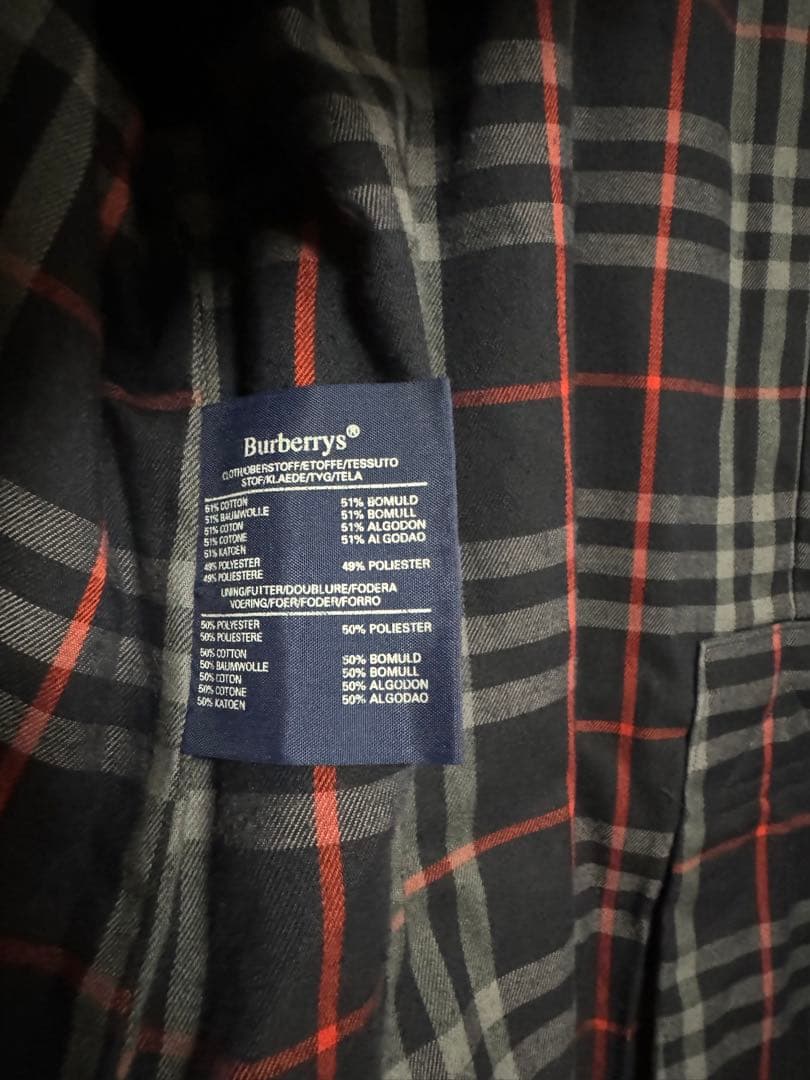 Burberrys®
CLOTH/OBERSTOFF/ETOFFE/TESSUTO
STOF/KLAEDE/TYG/TELA
51% COTTON 51% BOMULD
51% BAUMWOLLE 51% BOMULL
51% COTON 51% ALGODON
51% COTONE 51% ALGODAO
51% KATOEN
49% POLYESTER 49% POLIESTER
49% POLIESTERE
LINING/FUTTER/DOUBLURE/FODERA
VOERING/FOER/FODER/FORRO
50% POLYESTER 50% POLIESTER
50% POLIESTERE
50% COTTON 50% BOMULD
50% BAUMWOLLE 50% BOMULL
50% COTON 50% ALGODON
50% COTONE 50% ALGODAO
50% KATOEN